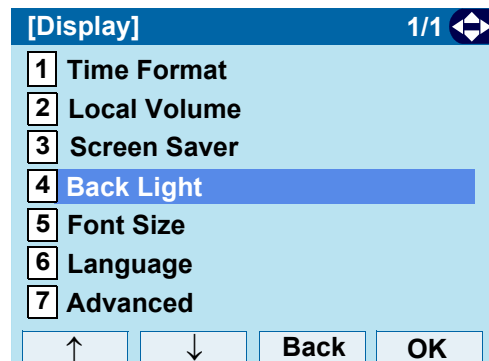 [Display] 1/1
1 Time Format
2 Local Volume
3 Screen Saver
4 Back Light
5 Font Size
6 Language
7 Advanced
↑ ↓ Back OK